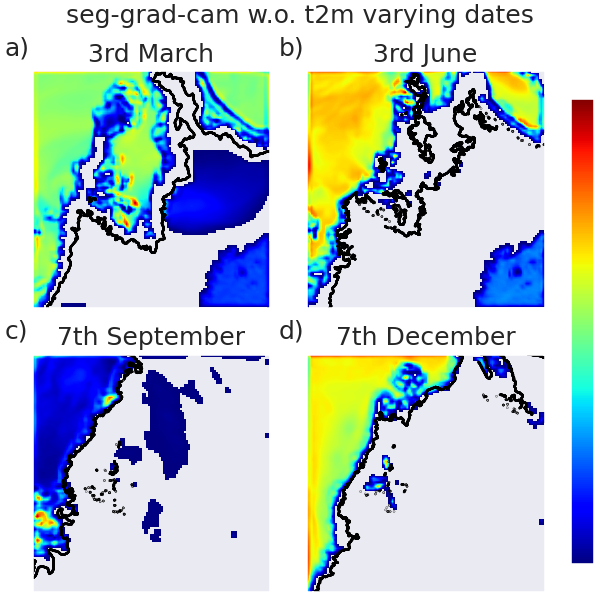 seg-grad-cam w.o. t2m varying dates
a) 3rd March
b) 3rd June
c) 7th September
d) 7th December